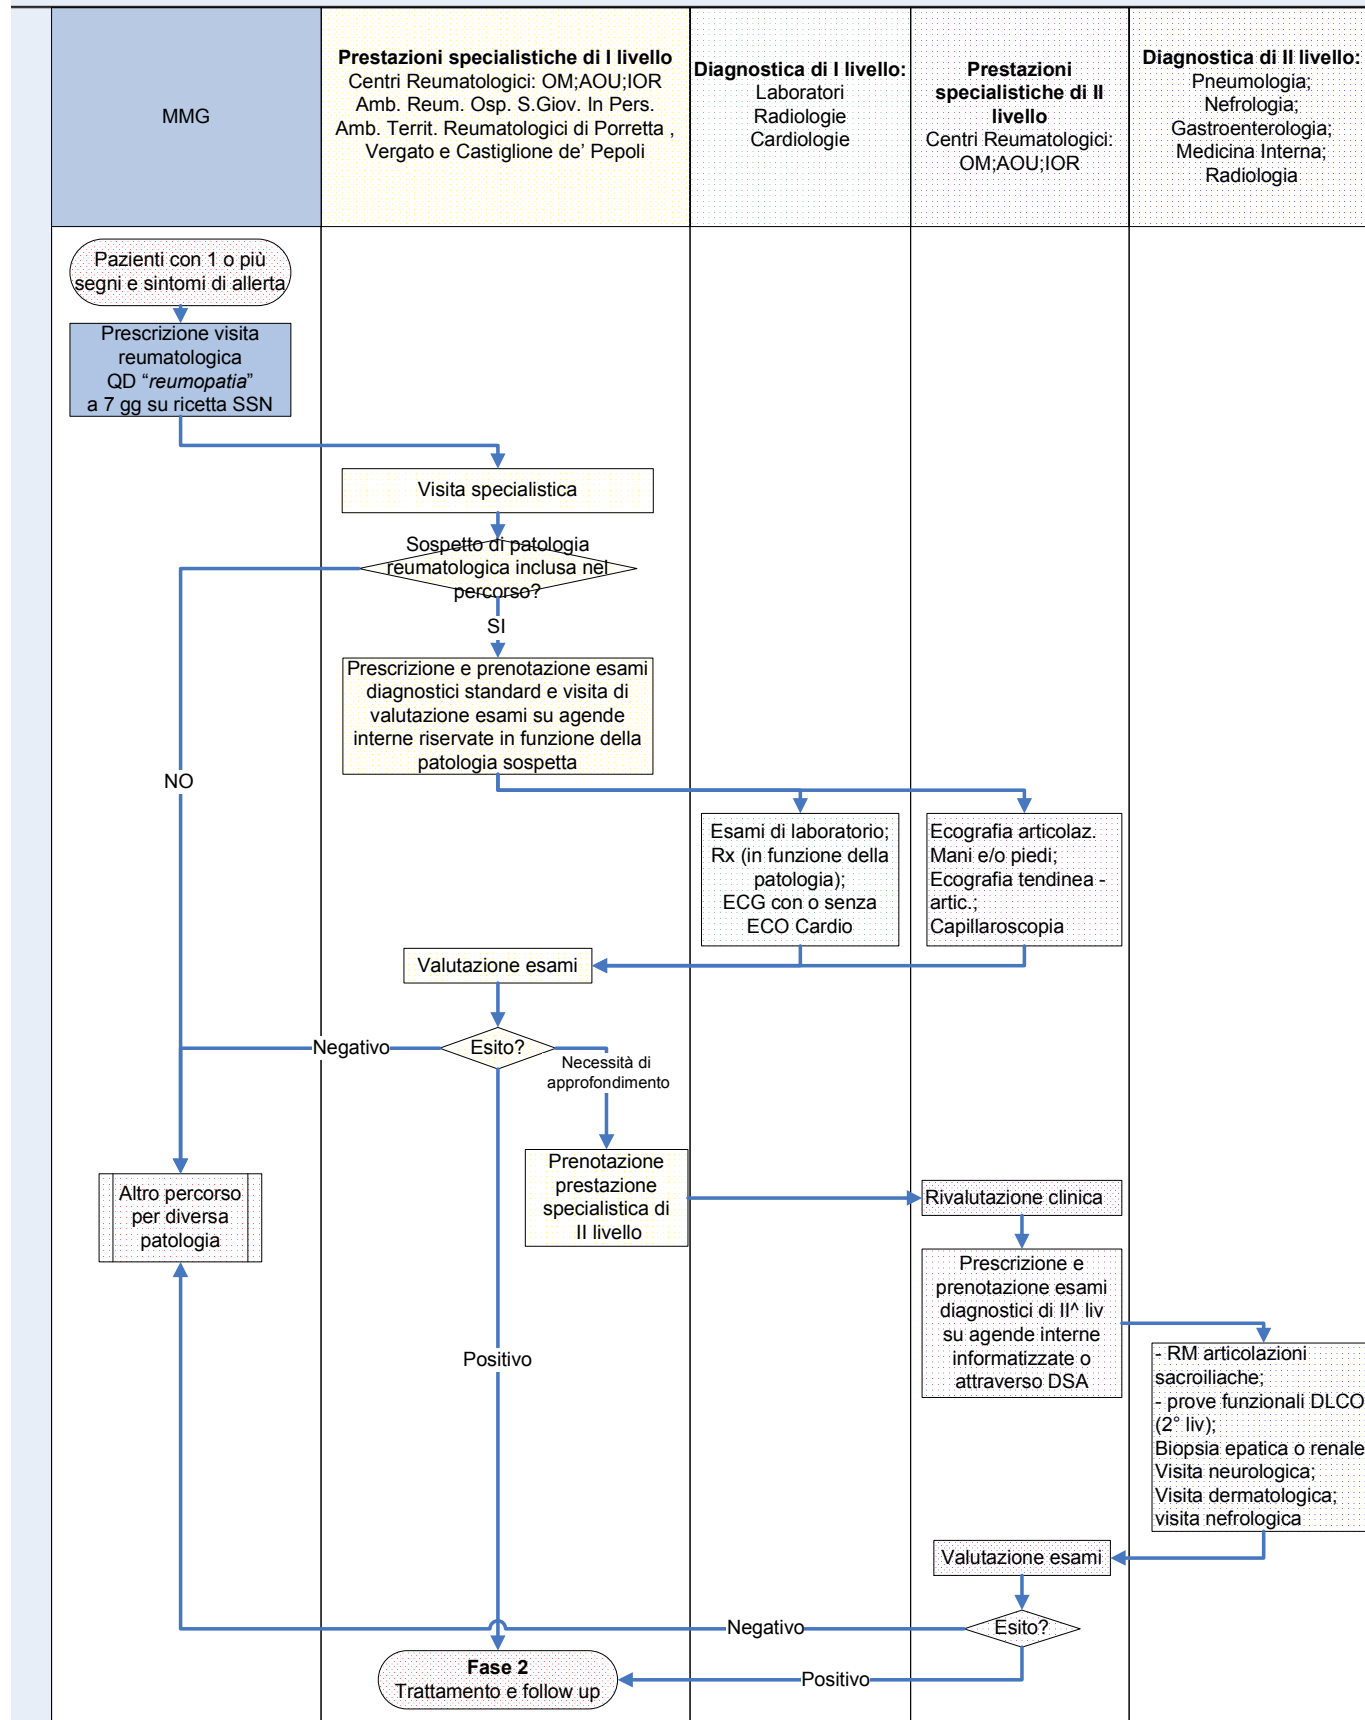 MMG
Prestazioni specialistiche di I livello
Centri Reumatologici: OM;AOU;IOR
Amb. Reum. Osp. S.Giov. In Pers.
Amb. Territ. Reumatologici di Porretta ,
Vergato e Castiglione de' Pepoli
Diagnostica di I livello:
Laboratori
Radiologie
Cardiologie
Prestazioni
specialistiche di II
livello
Centri Reumatologici:
OM;AOU;IOR
Diagnostica di II livello:
Pneumologia;
Nefrologia;
Gastroenterologia;
Medicina Interna;
Radiologia
Pazienti con 1 o più
segni e sintomi di allerta
Prescrizione visita
reumatologica
QD “reumopatia”
a 7 gg su ricetta SSN
Visita specialistica
Sospetto di patologia
reumatologica inclusa nel
percorso?
SI
NO
Prescrizione e prenotazione esami
diagnostici standard e visita di
valutazione esami su agende
interne riservate in funzione della
patologia sospetta
Esami di laboratorio;
Rx (in funzione della
patologia);
ECG con o senza
ECO Cardio
Ecografia articolaz.
Mani e/o piedi;
Ecografia tendinea -
artic.;
Capillaroscopia
Valutazione esami
Esito?
Negativo
Necessità di
approfondimento
Prenotazione
prestazione
specialistica di
II livello
Altro percorso
per diversa
patologia
Rivalutazione clinica
Prescrizione e
prenotazione esami
diagnostici di II^ liv
su agende interne
informatizzate o
attraverso DSA
Positivo
- RM articolazioni
sacroiliache;
- prove funzionali DLCO
(2° liv);
Biopsia epatica o renale
Visita neurologica;
Visita dermatologica;
visita nefrologica
Valutazione esami
Esito?
Negativo
Positivo
Fase 2
Trattamento e follow up